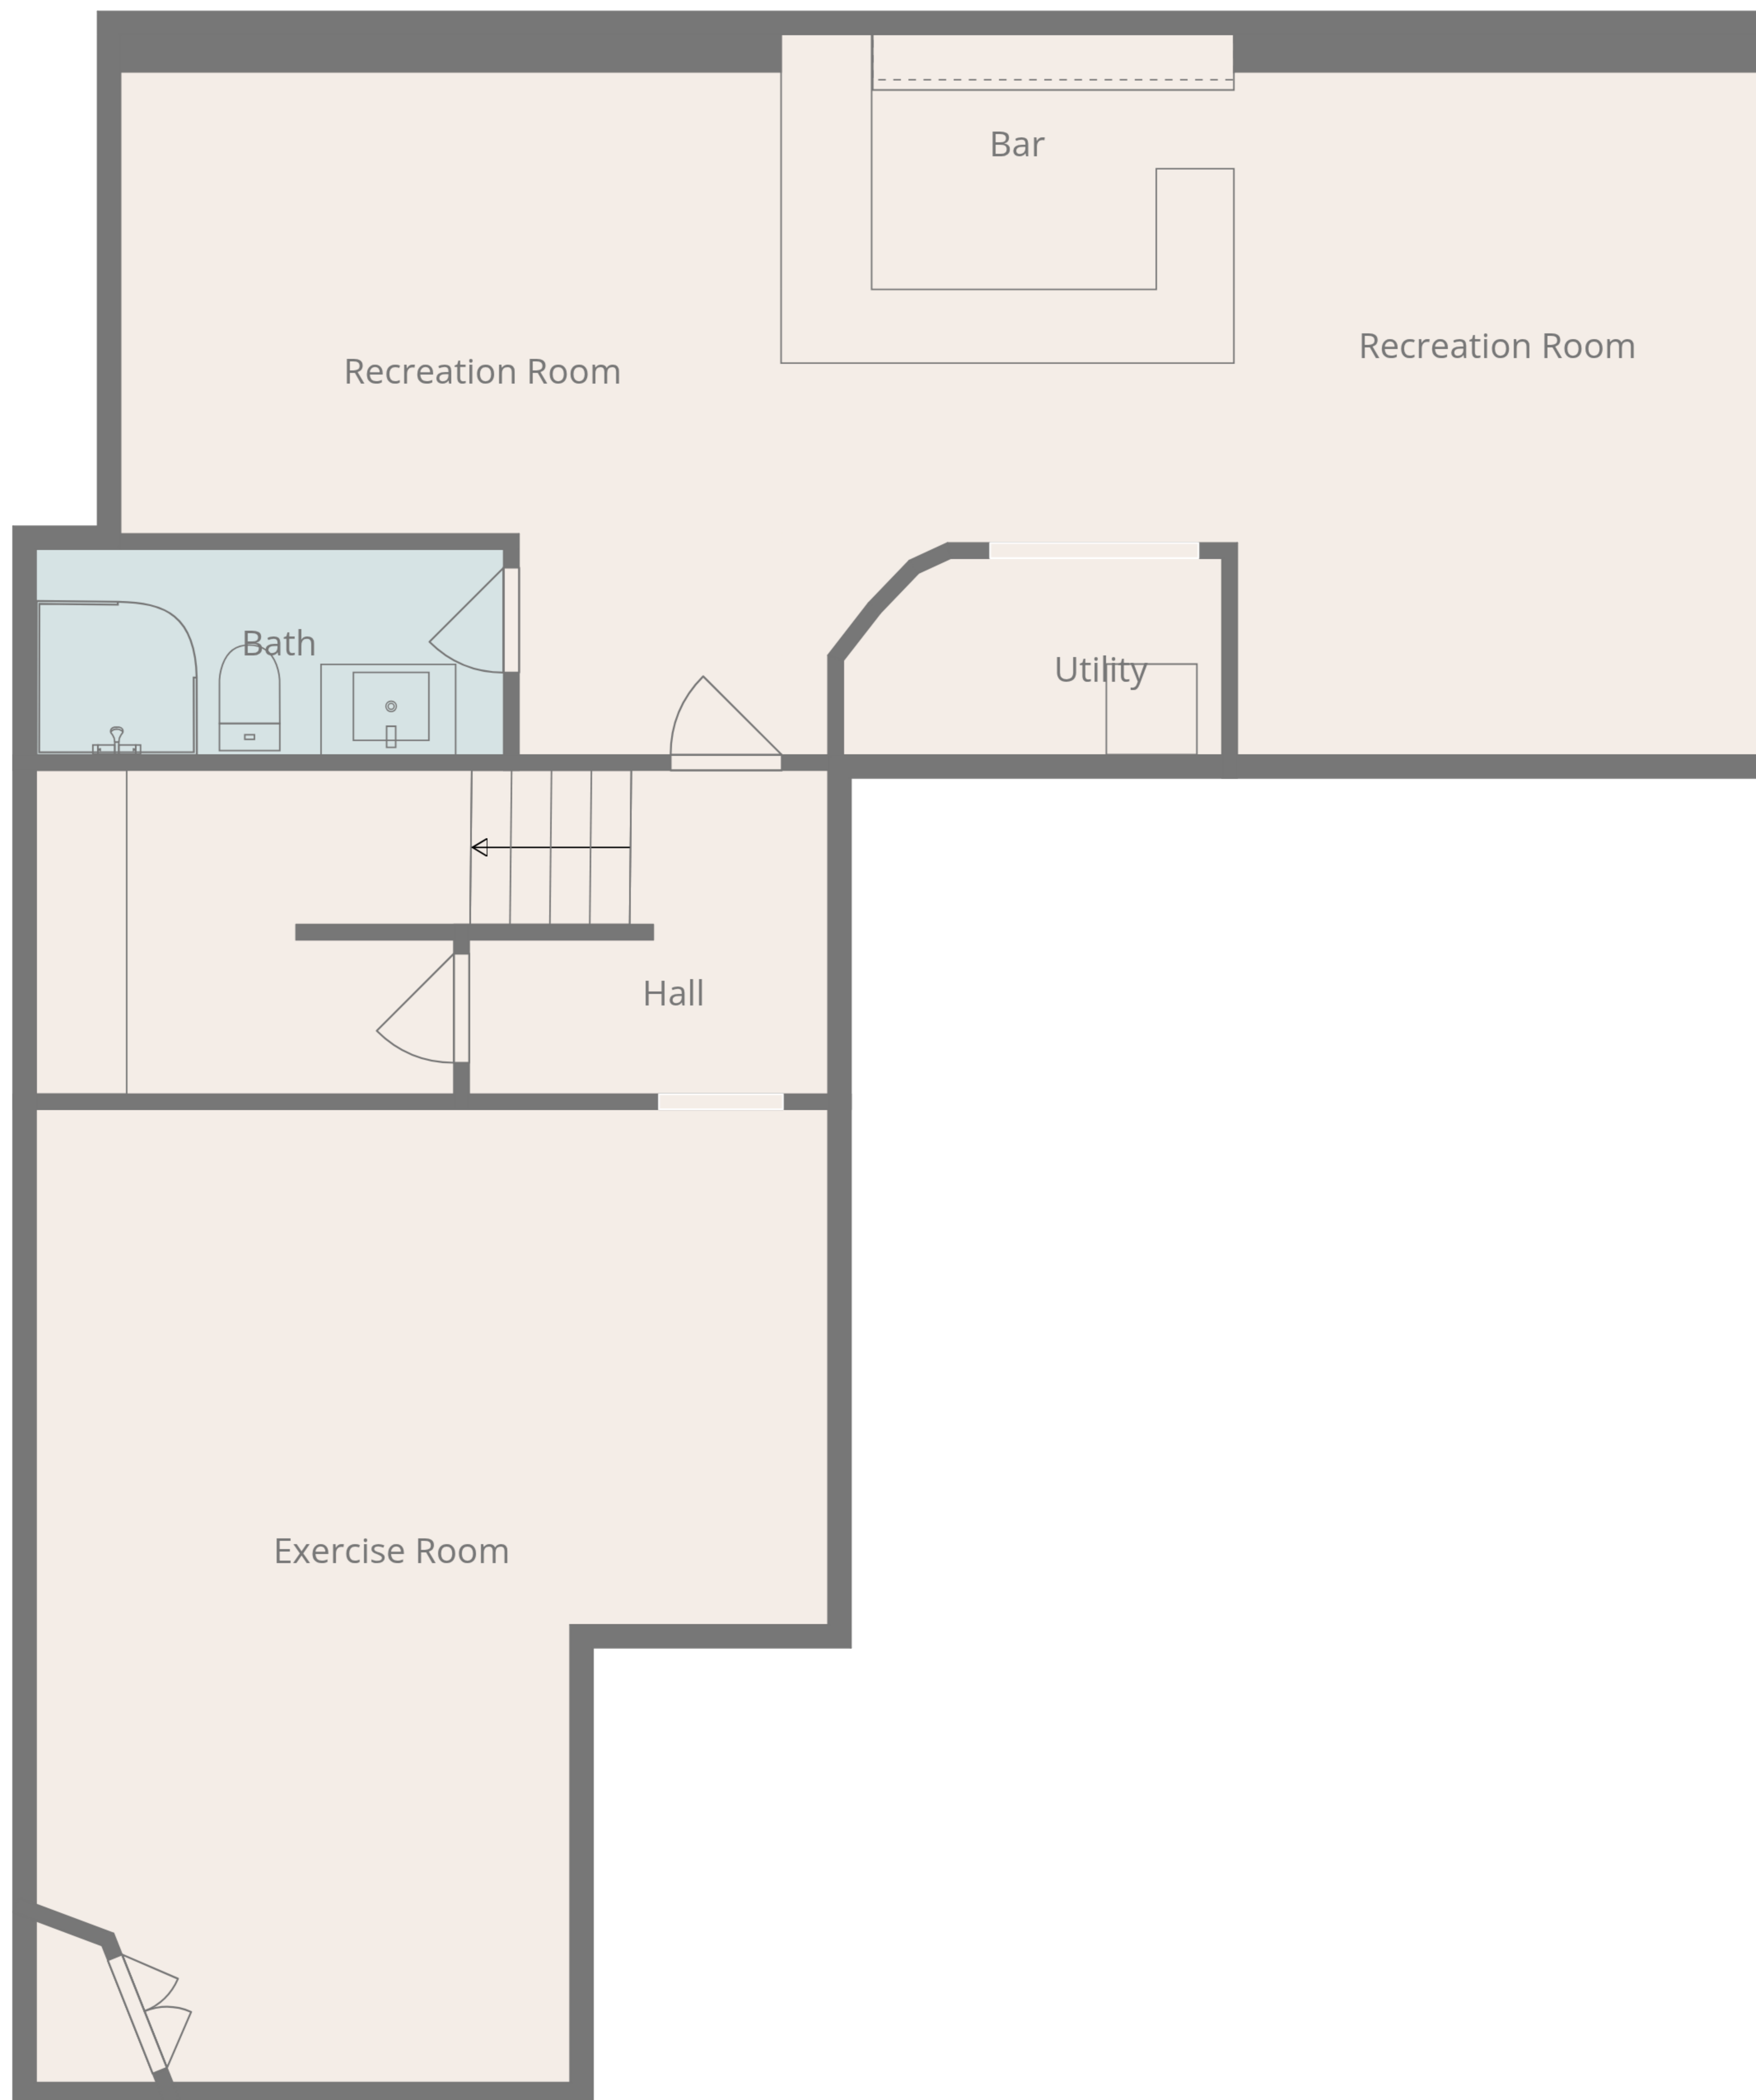 Bar
Recreation Room
Recreation Room
Bath
Utility
Hall
Exercise Room